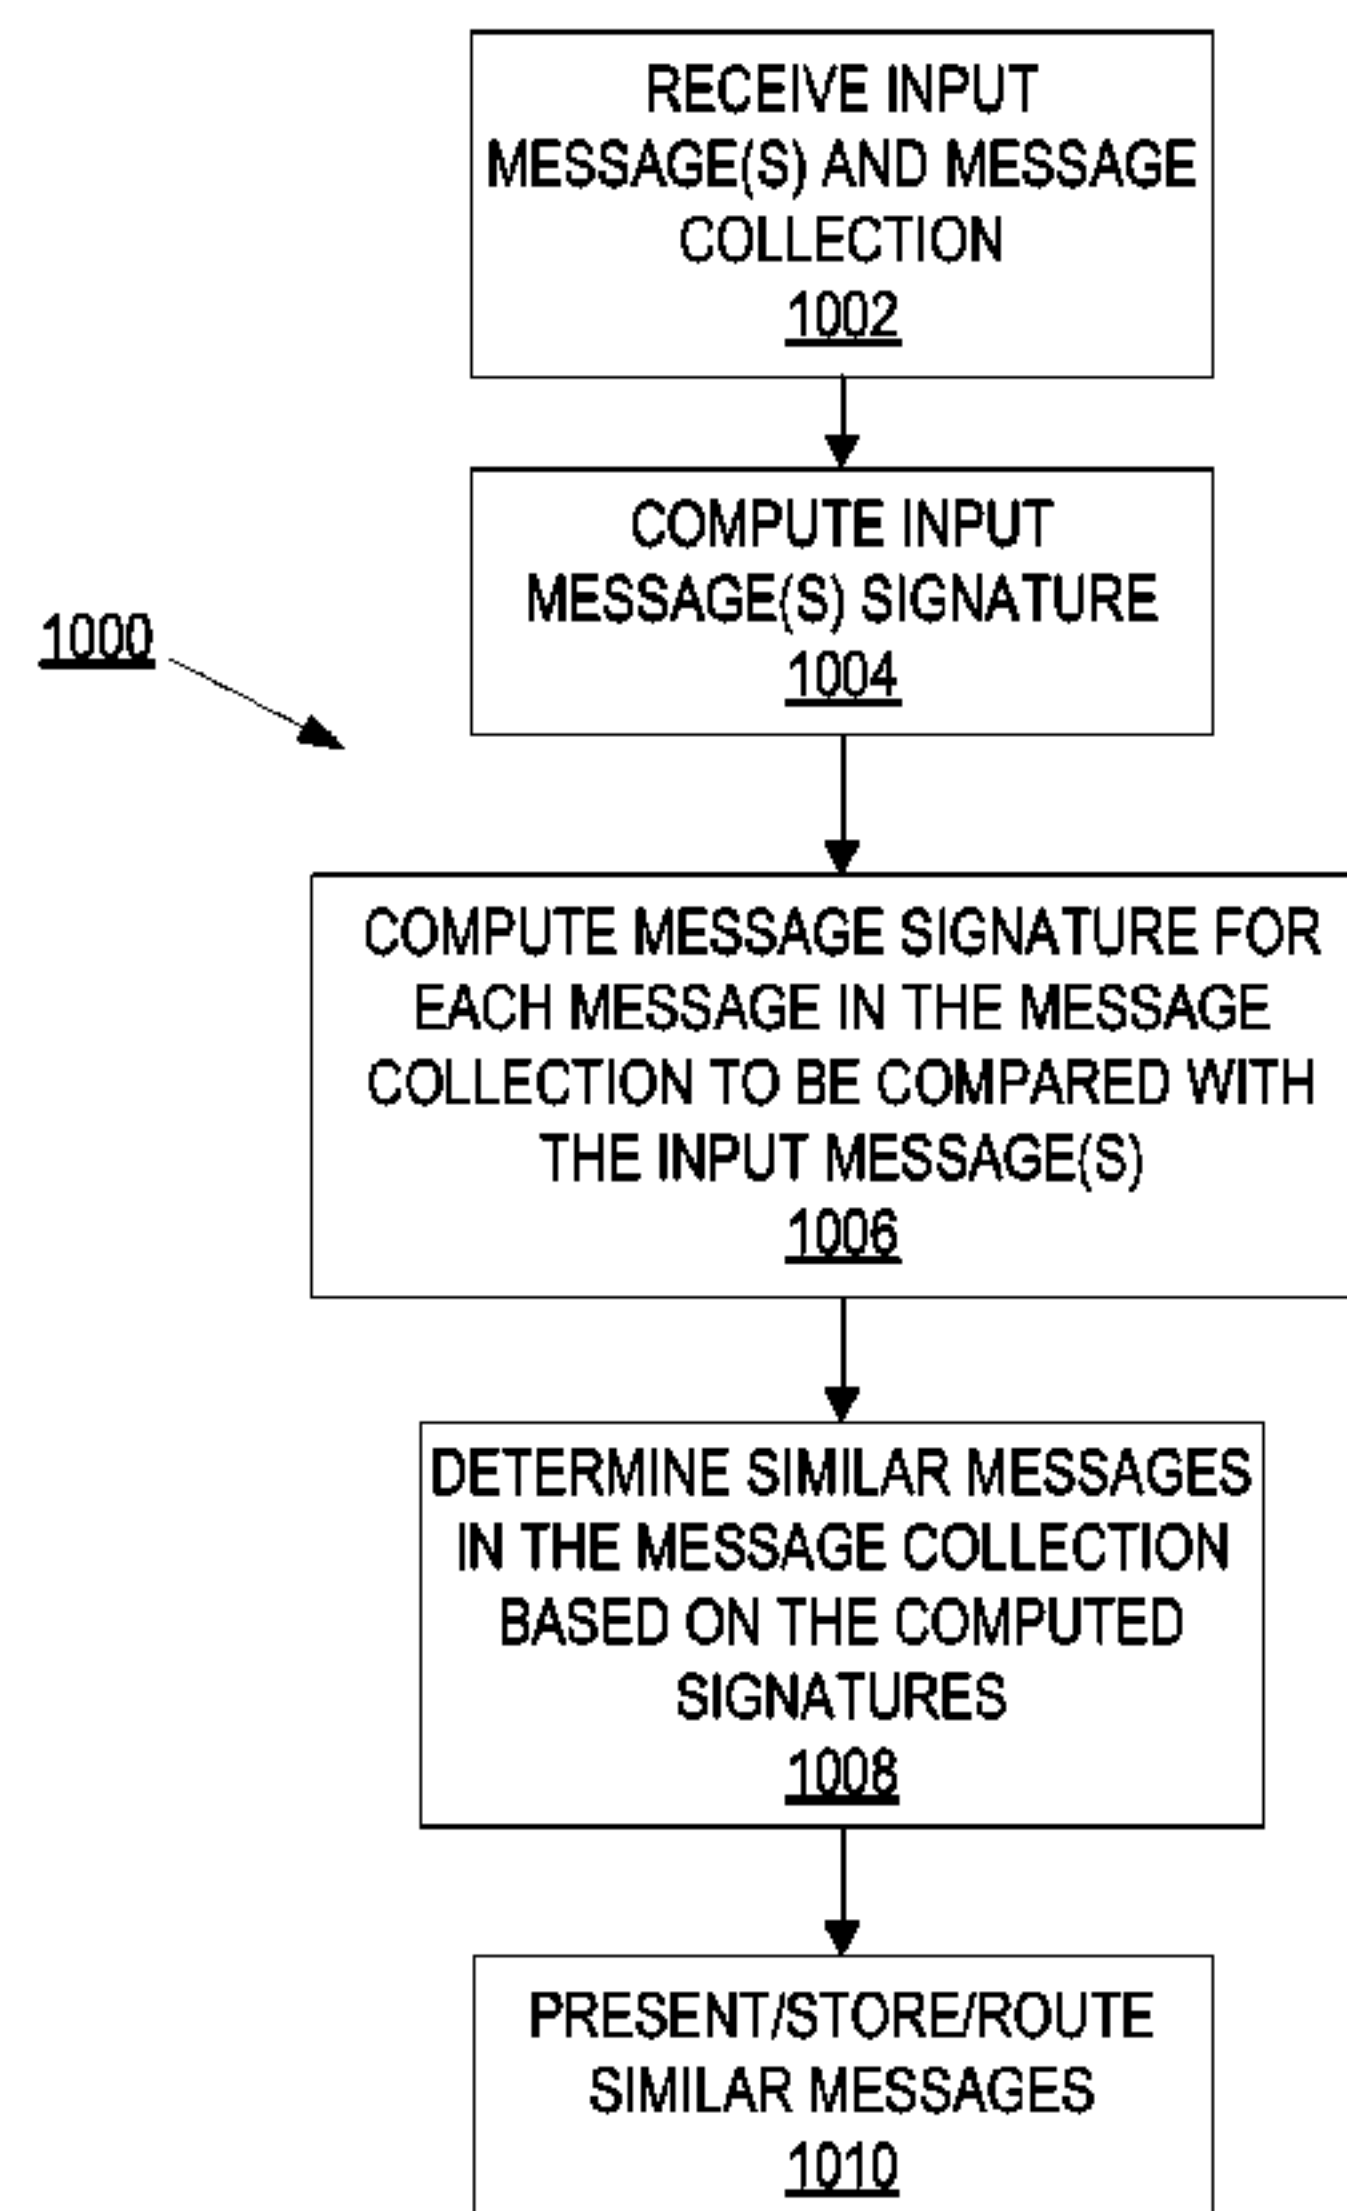 RECEIVE INPUT
MESSAGE(S) AND MESSAGE
COLLECTION
1002
COMPUTE INPUT
MESSAGE(S) SIGNATURE
1004
1000
COMPUTE MESSAGE SIGNATURE FOR
EACH MESSAGE IN THE MESSAGE
COLLECTION TO BE COMPARED WITH
THE INPUT MESSAGE(S)
1006
DETERMINE SIMILAR MESSAGES
IN THE MESSAGE COLLECTION
BASED ON THE COMPUTED
SIGNATURES
1008
PRESENT/STORE/ROUTE
SIMILAR MESSAGES
1010